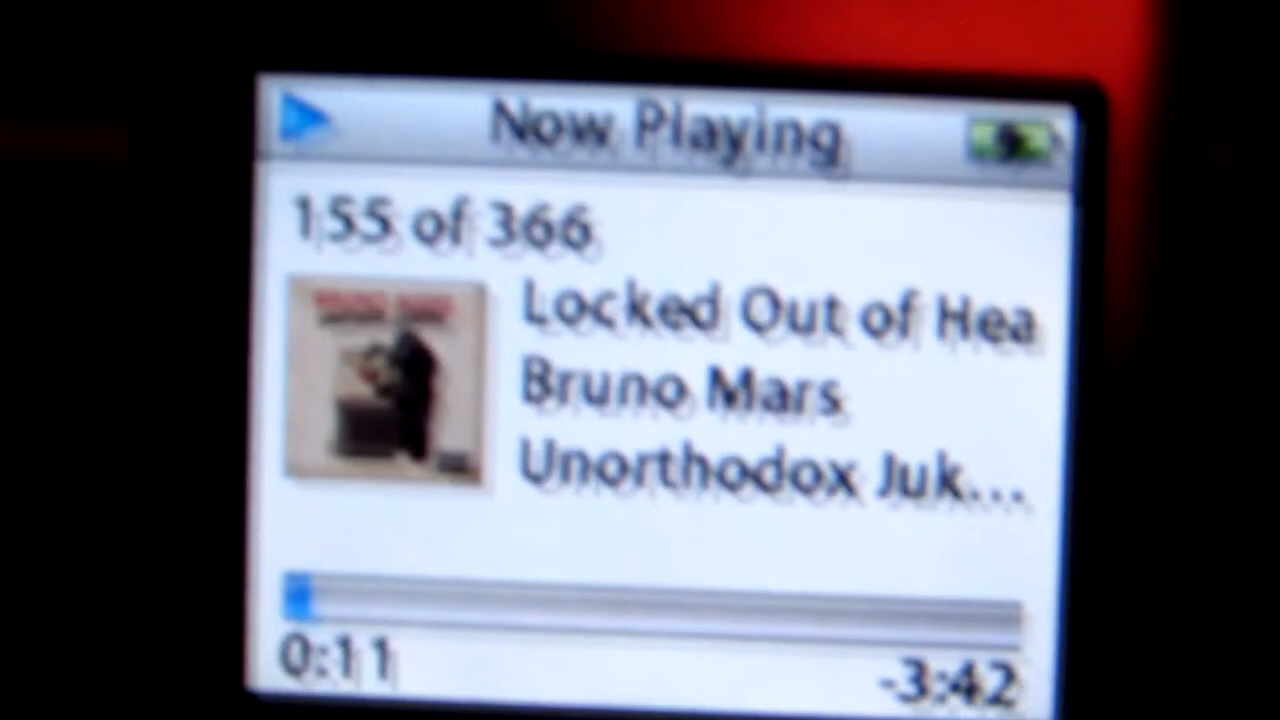 Now Playing
155 of 366
Locked Out of Hea
Bruno Mars
Unorthodox Juk...
0:11
-3:42